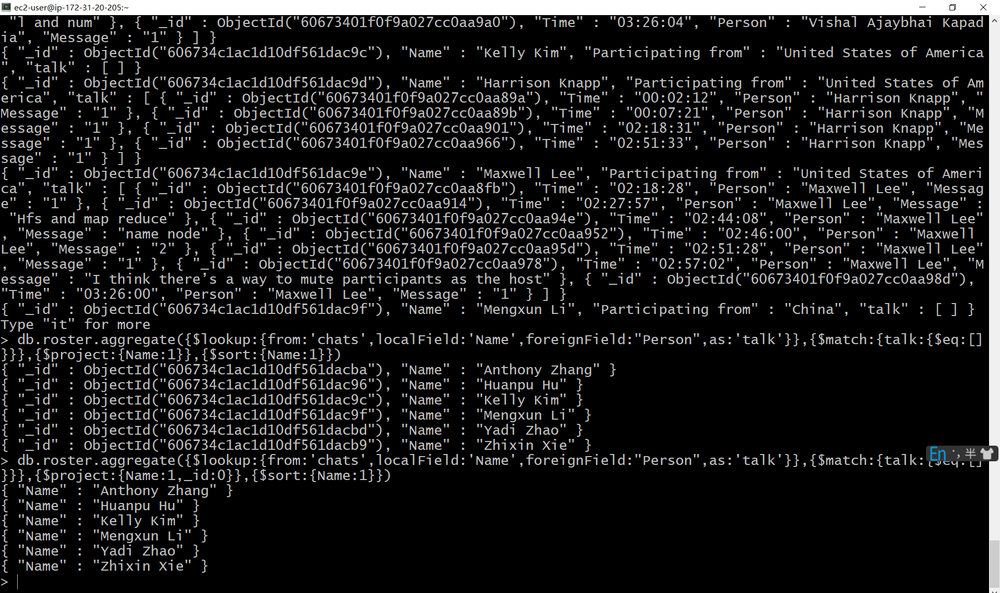 ec2-user@ip-172-31-20-205:~
"l and num" }, { "_id" : ObjectId("60673401f0f9a027cc0aa9a0"), "Time" : "03:26:04", "Person" : "Vishal Ajaybhai Kapad
ia", "Message" : "1" } ] }
{ "_id" : ObjectId("606734c1ac1d10df561dac9c"), "Name" : "Kelly Kim", "Participating from" : "United States of America
", "talk" : [ ] }
{ "_id" : ObjectId("606734c1ac1d10df561dac9d"), "Name" : "Harrison Knapp", "Participating from" : "United States of Am
erica", "talk" : [ { "_id" : ObjectId("60673401f0f9a027cc0aa89a"), "Time" : "00:02:12", "Person" : "Harrison Knapp", "
Message" : "1" }, { "_id" : ObjectId("60673401f0f9a027cc0aa89b"), "Time" : "00:07:21", "Person" : "Harrison Knapp", "M
essage" : "1" }, { "_id" : ObjectId("60673401f0f9a027cc0aa901"), "Time" : "02:18:31", "Person" : "Harrison Knapp", "Me
ssage" : "1" }, { "_id" : ObjectId("60673401f0f9a027cc0aa966"), "Time" : "02:51:33", "Person" : "Harrison Knapp", "Mes
sage" : "1" } ] }
{ "_id" : ObjectId("606734c1ac1d10df561dac9e"), "Name" : "Maxwell Lee", "Participating from" : "United States of Ameri
ca", "talk" : [ { "_id" : ObjectId("60673401f0f9a027cc0aa8fb"), "Time" : "02:18:28", "Person" : "Maxwell Lee", "Messag
e" : "1" }, { "_id" : ObjectId("60673401f0f9a027cc0aa914"), "Time" : "02:27:57", "Person" : "Maxwell Lee", "Message" :
"Hfs and map reduce" }, { "_id" : ObjectId("60673401f0f9a027cc0aa94e"), "Time" : "02:44:08", "Person" : "Maxwell Lee"
, "Message" : "name node" }, { "_id" : ObjectId("60673401f0f9a027cc0aa952"), "Time" : "02:46:00", "Person" : "Maxwell
Lee", "Message" : "2" }, { "_id" : ObjectId("60673401f0f9a027cc0aa95d"), "Time" : "02:51:28", "Person" : "Maxwell Lee"
, "Message" : "1" }, { "_id" : ObjectId("60673401f0f9a027cc0aa978"), "Time" : "02:57:02", "Person" : "Maxwell Lee", "M
essage" : "I think there’s a way to mute participants as the host" }, { "_id" : ObjectId("60673401f0f9a027cc0aa98d"),
"Time" : "03:26:00", "Person" : "Maxwell Lee", "Message" : "1" } ] }
{ "_id" : ObjectId("606734c1ac1d10df561dac9f"), "Name" : "Mengxun Li", "Participating from" : "China", "talk" : [ ] }
Type "it" for more
> db.roster.aggregate({$lookup:{from:'chats',localField:'Name',foreignField:"Person",as:'talk'}},{$match:{talk:{$eq:[]
}}},{$project:{Name:1}},{$sort:{Name:1}})
{ "_id" : ObjectId("606734c1ac1d10df561dacba"), "Name" : "Anthony Zhang" }
{ "_id" : ObjectId("606734c1ac1d10df561dac96"), "Name" : "Huanpu Hu" }
{ "_id" : ObjectId("606734c1ac1d10df561dac9c"), "Name" : "Kelly Kim" }
{ "_id" : ObjectId("606734c1ac1d10df561dac9f"), "Name" : "Mengxun Li" }
{ "_id" : ObjectId("606734c1ac1d10df561dacbd"), "Name" : "Yadi Zhao" }
{ "_id" : ObjectId("606734c1ac1d10df561dacb9"), "Name" : "Zhixin Xie" }
> db.roster.aggregate({$lookup:{from:'chats',localField:'Name',foreignField:"Person",as:'talk'}},{$match:{talk:{$eq:[]
}}},{$project:{Name:1,_id:0}},{$sort:{Name:1}})
{ "Name" : "Anthony Zhang" }
{ "Name" : "Huanpu Hu" }
{ "Name" : "Kelly Kim" }
{ "Name" : "Mengxun Li" }
{ "Name" : "Yadi Zhao" }
{ "Name" : "Zhixin Xie" }
>
En 半